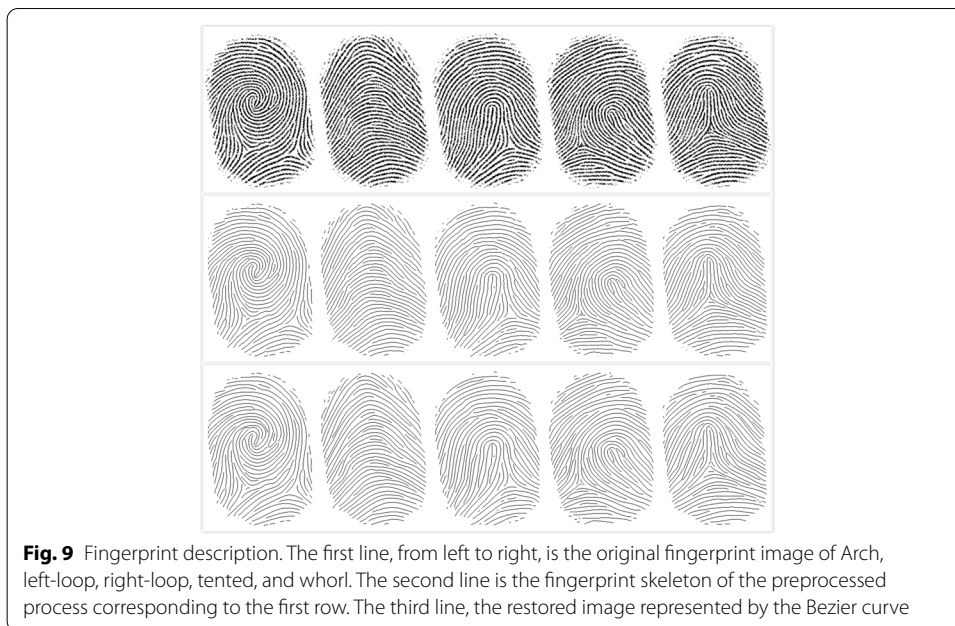 Fig. 9 Fingerprint description. The first line, from left to right, is the original fingerprint image of Arch,
left-loop, right-loop, tented, and whorl. The second line is the fingerprint skeleton of the preprocessed
process corresponding to the first row. The third line, the restored image represented by the Bezier curve